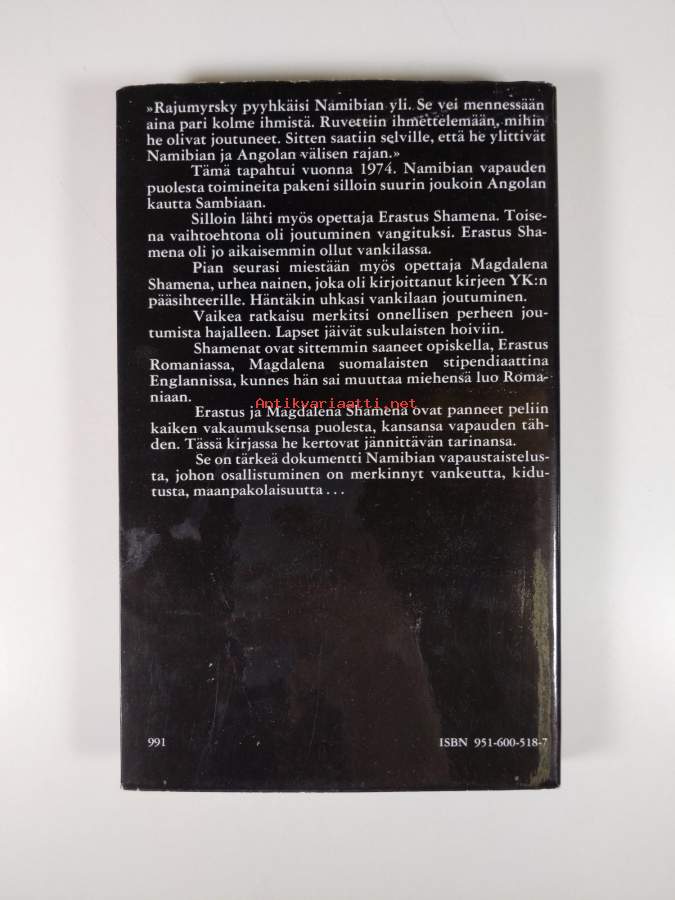 »Rajumyrsky pyyhkäisi Namibian yli. Se vei mennessään
aina pari kolme ihmistä. Ruvettiin ihmettelemään, mihin
he olivat joutuneet. Sitten saatiin selville, että he ylittivät
Namibian ja Angolan välisen rajan.»
Tämä tapahtui vuonna 1974. Namibian vapauden
puolesta toimineita pakeni silloin suurin joukoin Angolan
kautta Sambiaan.
Silloin lähti myös opettaja Erastus Shamena. Toise-
na vaihtoehtona oli joutuminen vangituksi. Erastus Sha-
mena oli jo aikaisemmin ollut vankilassa.
Pian seurasi miestään myös opettaja Magdalena
Shamena, urhea nainen, joka oli kirjoittanut kirjeen YK:n
pääsihteerille. Häntäkin uhkasi vankilaan joutuminen.
Vaikea ratkaisu merkitsi onnellisen perheen jou-
tumista hajalleen. Lapset jäivät sukulaisten hoiviin.
Shamenat ovat sittemmin saaneet opiskella, Erastus
Romaniassa, Magdalena suomalaisten stipendiaattina
Englannissa, kunnes hän sai muuttaa miehensä luo Roma-
niaan.
Antikvariaatti.net
Erastus ja Magdalena Shamena ovat panneet peliin
kaiken vakaumuksensa puolesta, kansansa vapauden täh-
den. Tässä kirjassa he kertovat jännittävän tarinansa.
Se on tärkeä dokumentti Namibian vapaustaistelus-
ta, johon osallistuminen on merkinnyt vankeutta, kidu-
tusta, maanpakolaisuutta . . .
991
ISBN 951-600-518-7